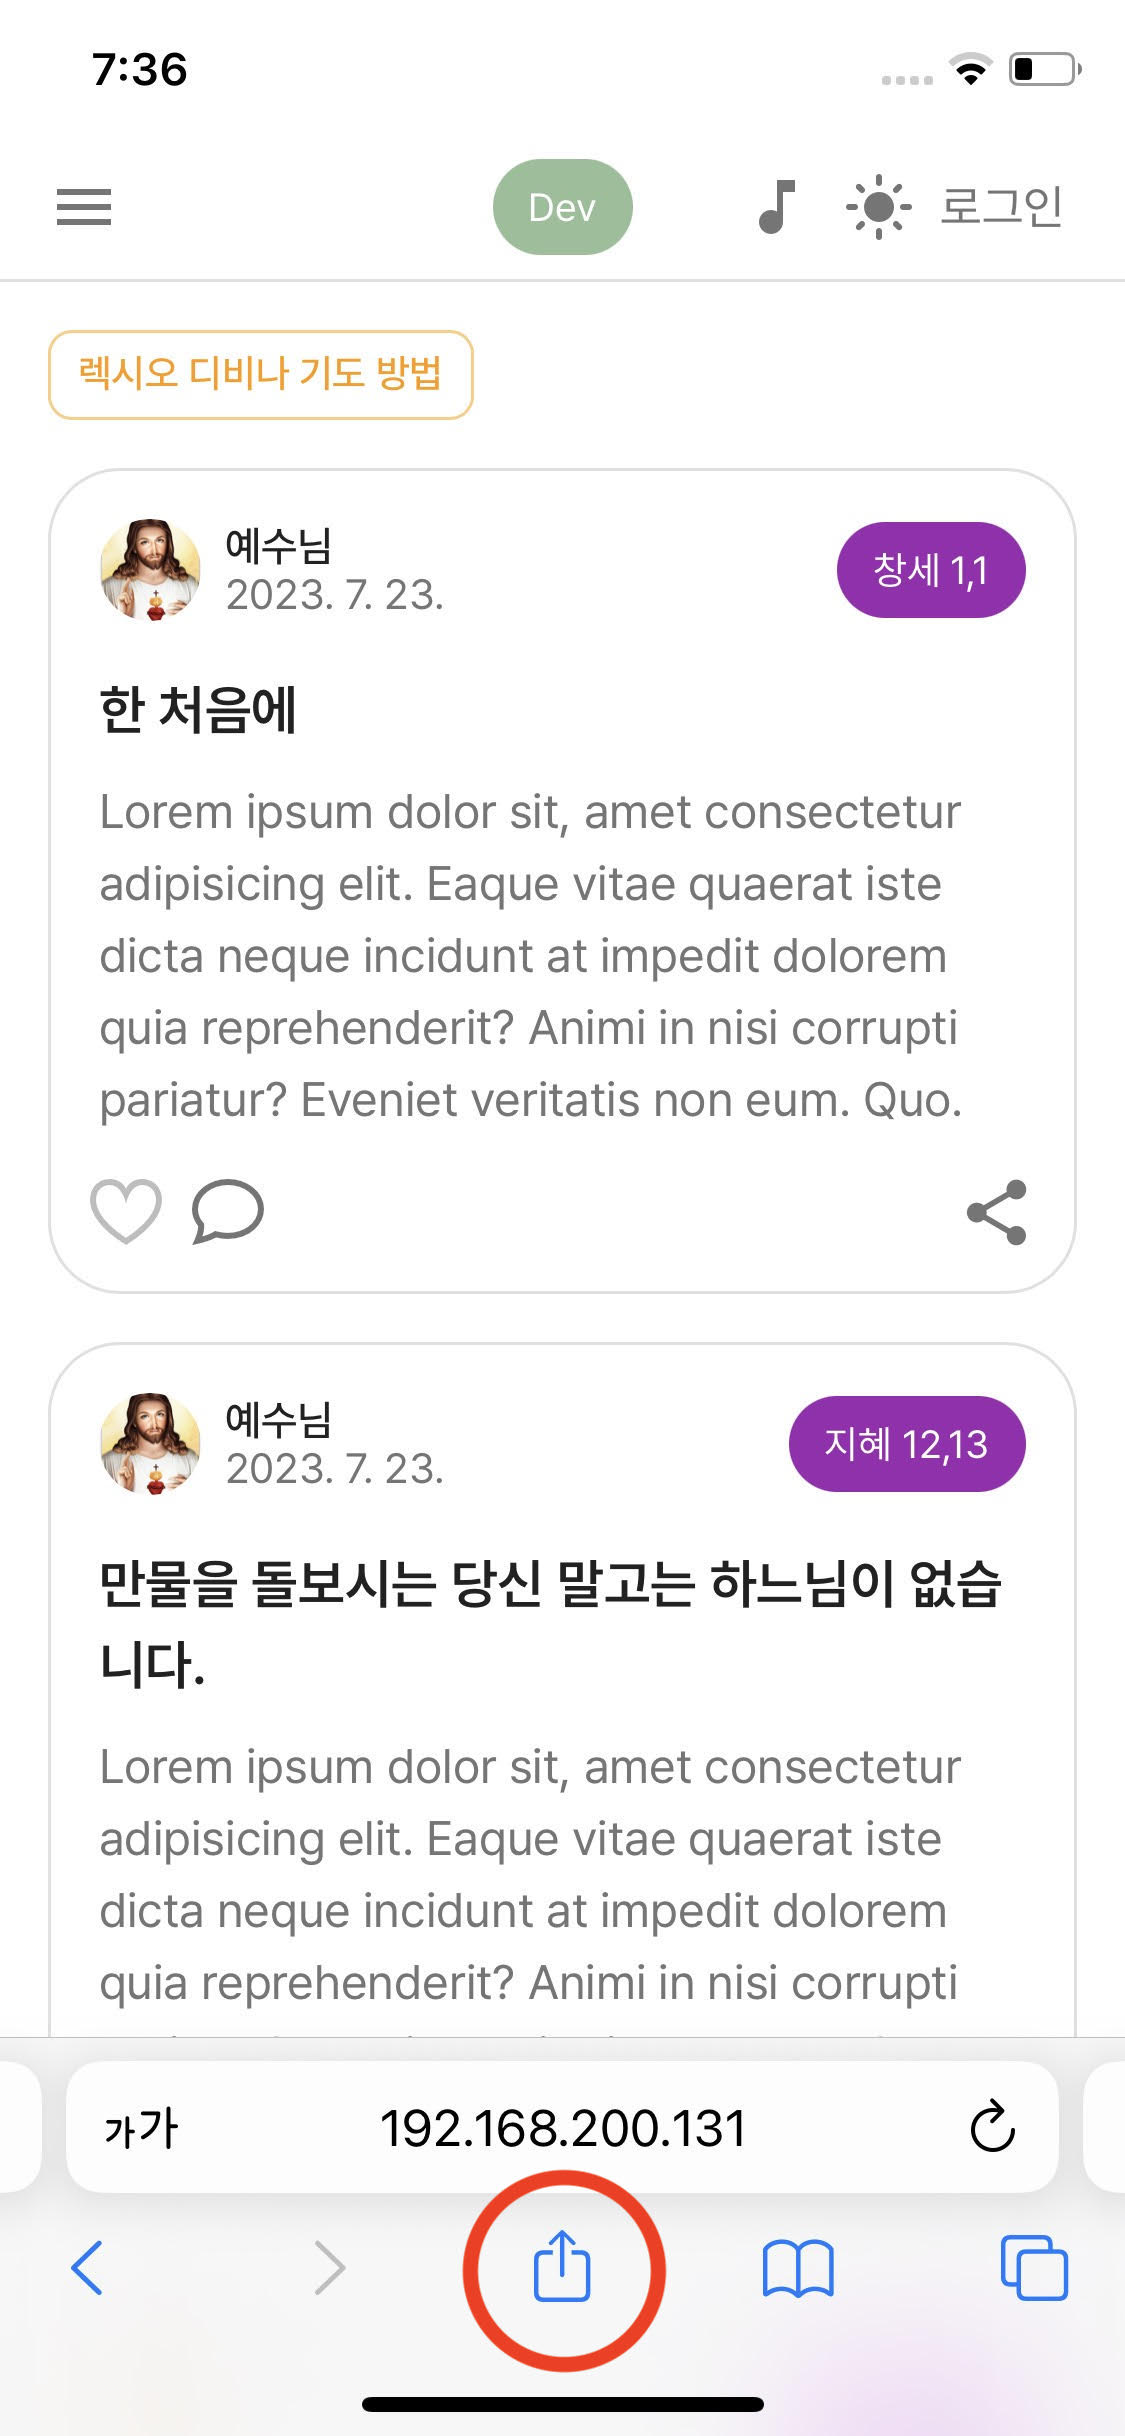 7:36
Dev
로그인
렉시오 디비나 기도 방법
예수님
2023. 7. 23.
창세 1,1
한 처음에
Lorem ipsum dolor sit, amet consectetur
adipisicing elit. Eaque vitae quaerat iste
dicta neque incidunt at impedit dolorem
quia reprehenderit? Animi in nisi corrupti
pariatur? Eveniet veritatis non eum. Quo.
예수님
2023. 7. 23.
지혜 12,13
만물을 돌보시는 당신 말고는 하느님이 없습
니다.
Lorem ipsum dolor sit, amet consectetur
adipisicing elit. Eaque vitae quaerat iste
dicta neque incidunt at impedit dolorem
quia reprehenderit? Animi in nisi corrupti
가가
192.168.200.131